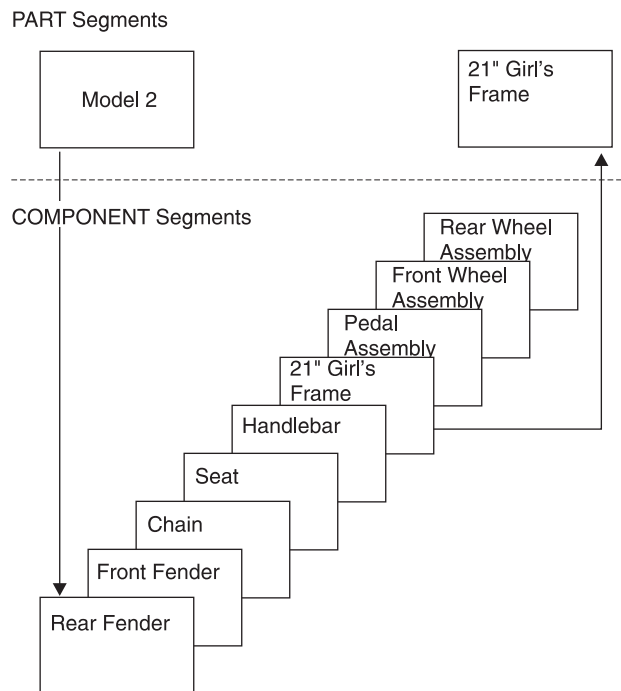 PART Segments
Model 2
21" Girl's
Frame
COMPONENT Segments
Rear Wheel
Assembly
Front Wheel
Assembly
Pedal
Assembly
21" Girl's
Frame
Handlebar
Seat
Chain
Front Fender
Rear Fender